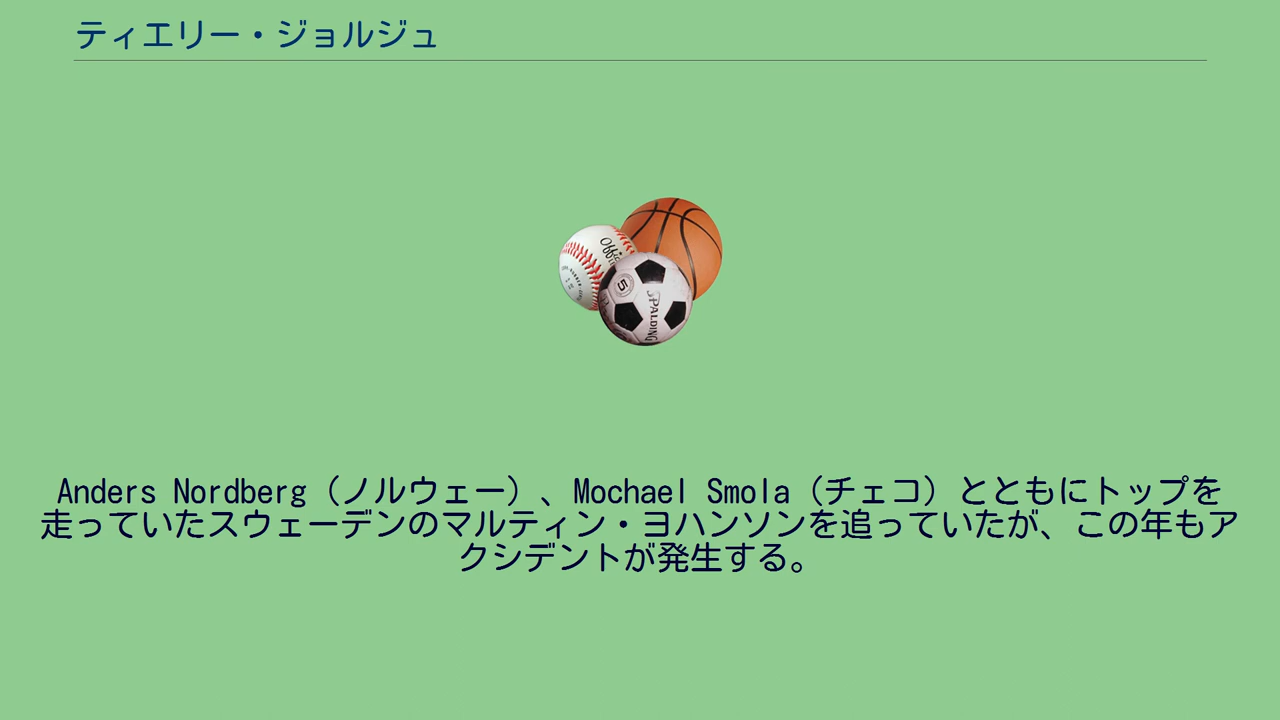 ティエリー・ジョルジュ
Offi
5
SPALDING
Anders Nordberg（ノルウェー）、Mochael Smola（チェコ）とともにトップを
走っていたスウェーデンのマルティン・ヨハンソンを追っていたが、この年もア
クシデントが発生する。